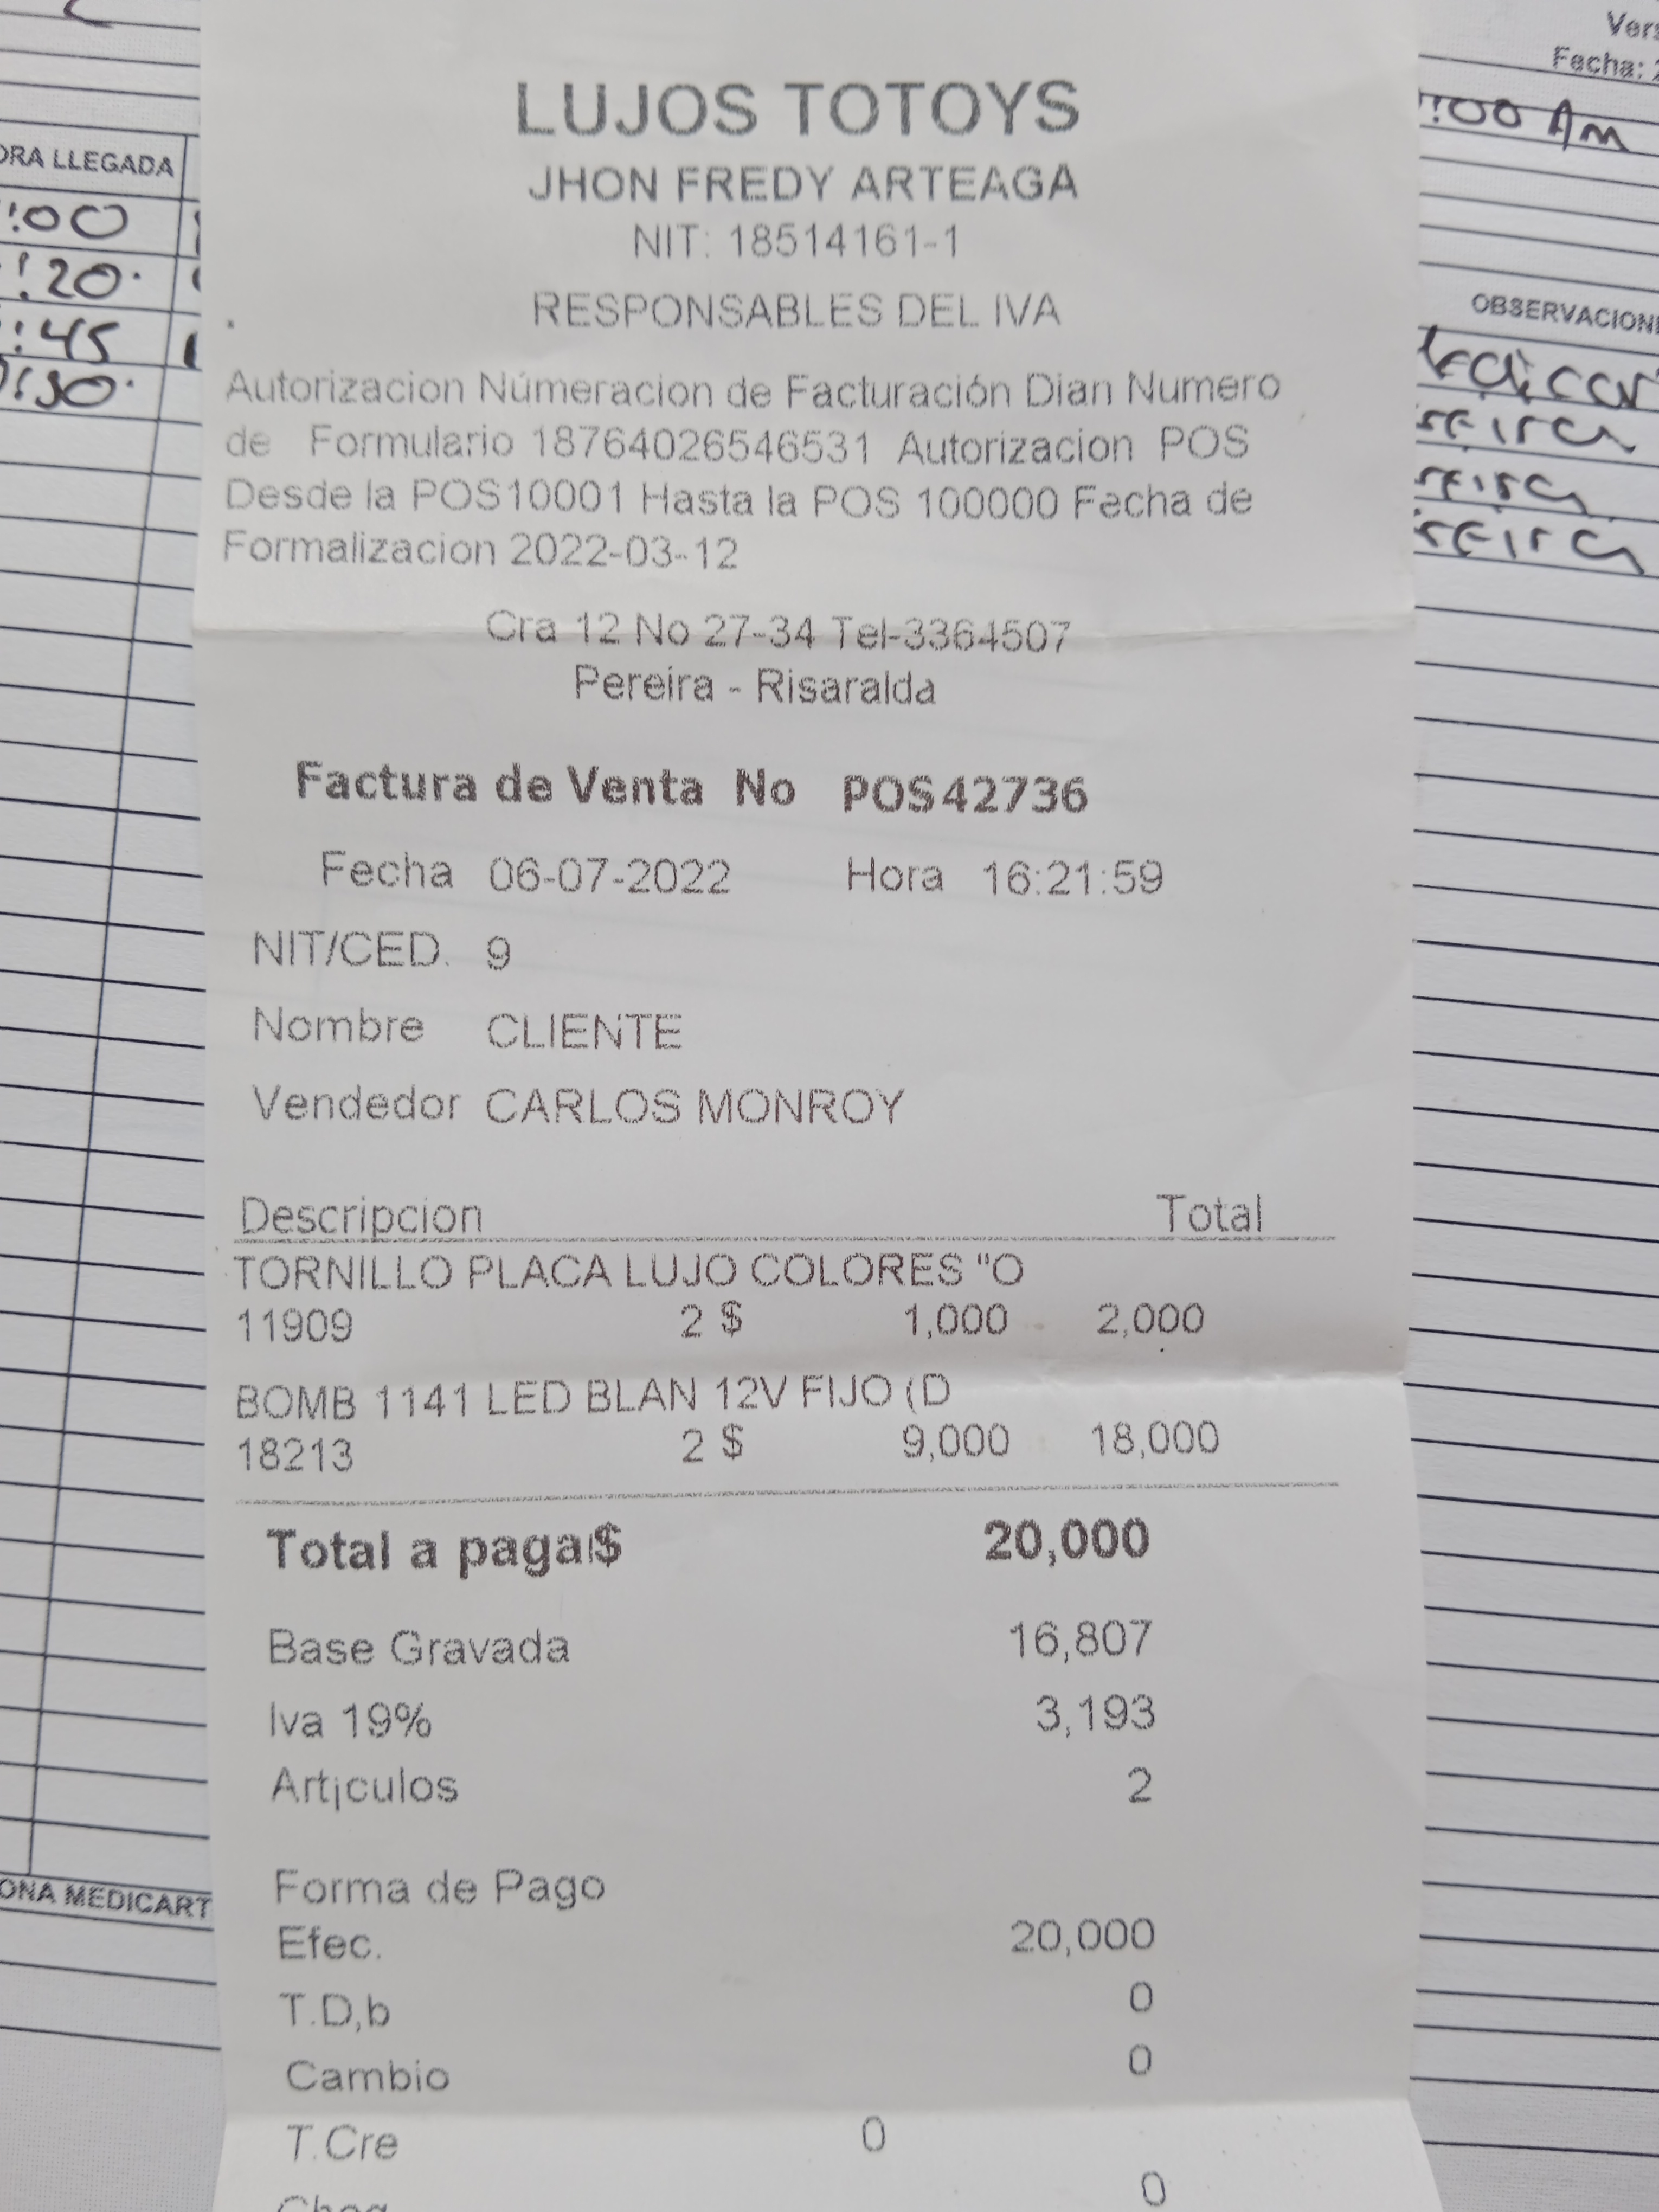 LUJOS TOTOYS
JHON FREDY ARTEAGA
NIT: 18514161-1
RESPONSABLES DEL IVA
Autorizacion Númeracion de Facturación Dian Numero
de Formulario 18764026546531 Autorizacion POS
Desde la POS10001 Hasta la POS 100000 Fecha de
Formalizacion 2022-03-12
Cra 12 No 27-34 Tel-3364507
Pereira - Risaralda
Factura de Venta No POS42736
Fecha 06-07-2022 Hora 16:21:59
NIT/CED. 9
Nombre CLIENTE
Vendedor CARLOS MONROY
Descripcion Total
TORNILLO PLACA LUJO COLORES "O
11909 2 $ 1,000 2,000
BOMB 1141 LED BLAN 12V FIJO (D
18213 2 $ 9,000 18,000
Total a paga$ 20,000
Base Gravada 16,807
Iva 19% 3,193
Art¡culos 2
Forma de Pago
Efec. 20,000
T.D,b 0
Cambio 0
T.Cre 0
0
LLEGADA
:00
:20.
:45
:30.
MEDICART
Fecha:
:00 Am